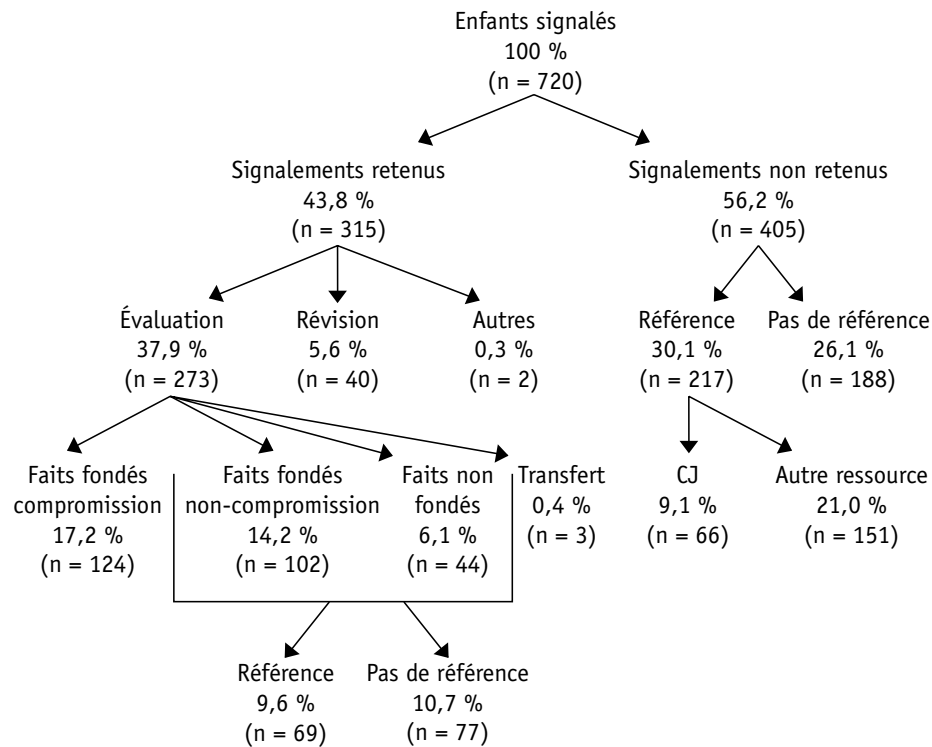 Enfants signalés
100 %
(n = 720)
Signalements retenus
43,8 %
(n = 315)
Signalements non retenus
56,2 %
(n = 405)
Évaluation
37,9 %
(n = 273)
Révision
5,6 %
(n = 40)
Autres
0,3 %
(n = 2)
Référence
30,1 %
(n = 217)
Pas de référence
26,1 %
(n = 188)
Faits fondés
compromission
17,2 %
(n = 124)
Faits fondés
non-compromission
14,2 %
(n = 102)
Faits non
fondés
6,1 %
(n = 44)
Transfert
0,4 %
(n = 3)
CJ
9,1 %
(n = 66)
Autre ressource
21,0 %
(n = 151)
Référence
9,6 %
(n = 69)
Pas de référence
10,7 %
(n = 77)